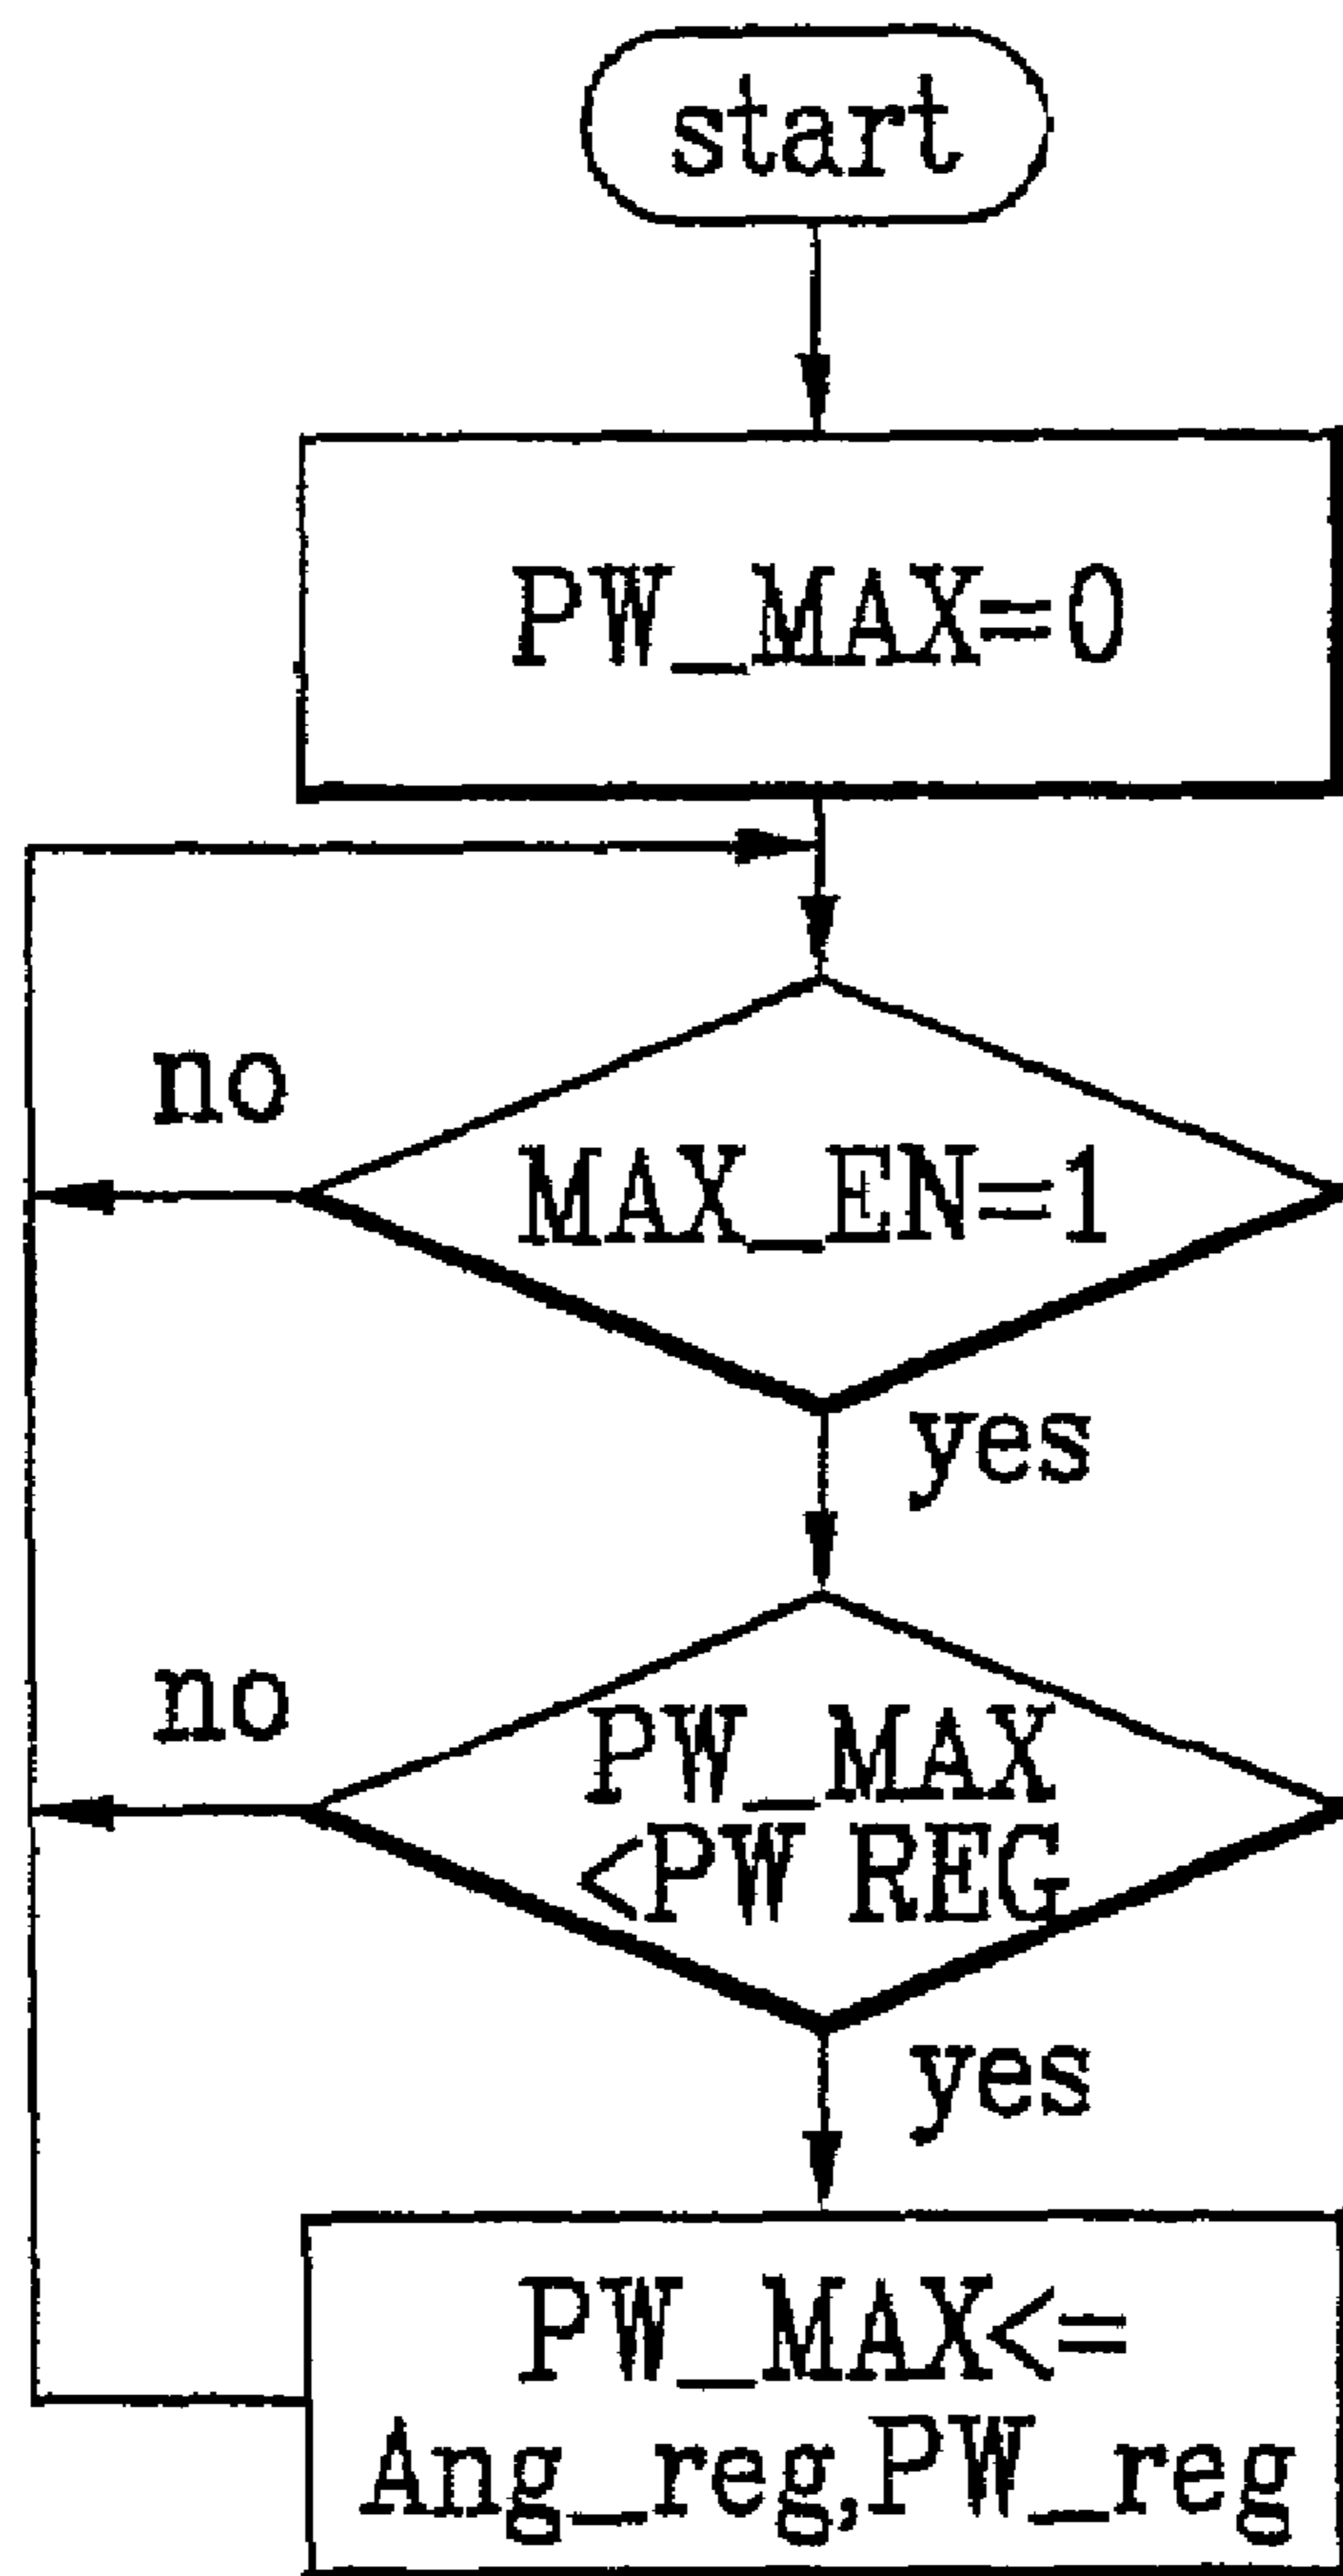 start
PW_MAX=0
no
MAX_EN=1
yes
no
PW_MAX
<PW REG
yes
PW_MAX<=
Ang_reg,PW_reg